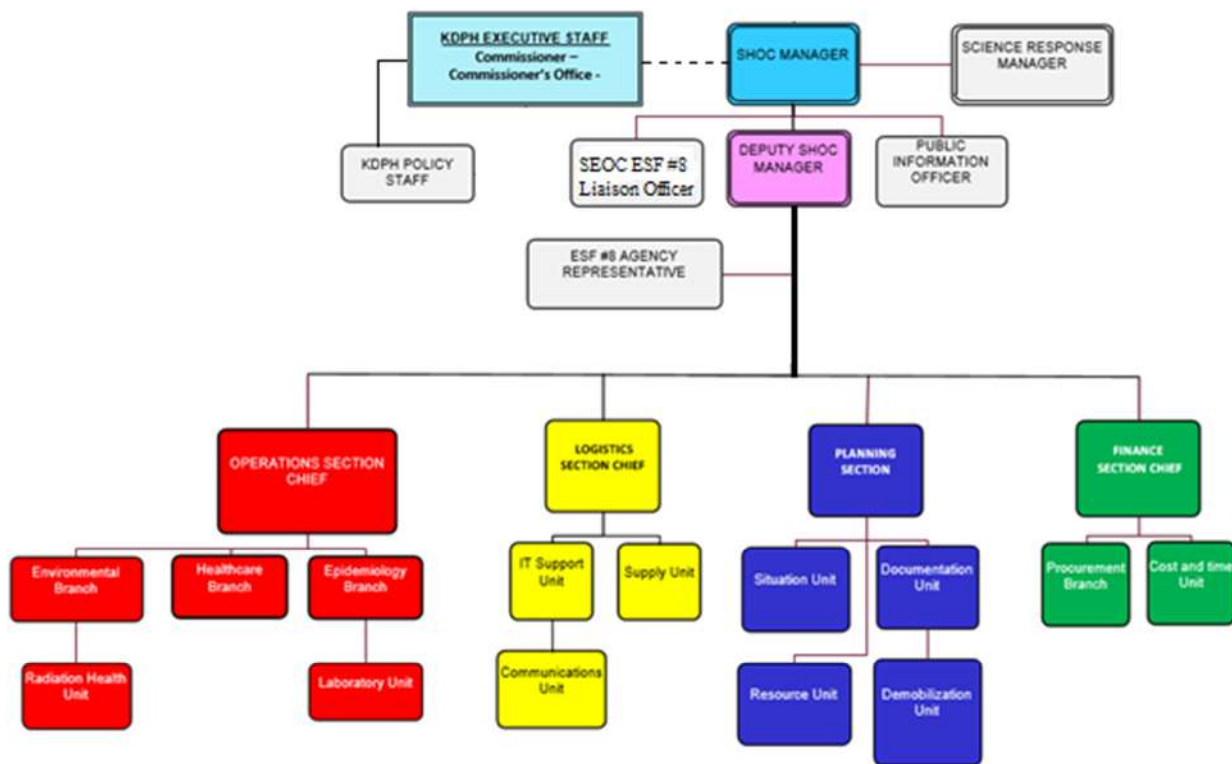 KDPH EXECUTIVE STAFF
Commissioner –
Commissioner's Office -
SHOC MANAGER
SCIENCE RESPONSE
MANAGER
KDPH POLICY
STAFF
SEOC ESF #8
Liaison Officer
DEPUTY SHOC
MANAGER
PUBLIC
INFORMATION
OFFICER
ESF #8 AGENCY
REPRESENTATIVE
OPERATIONS SECTION
CHIEF
LOGISTICS
SECTION CHIEF
PLANNING
SECTION
FINANCE
SECTION CHIEF
Environmental
Branch
Healthcare
Branch
Epidemiology
Branch
IT Support
Unit
Supply Unit
Situation Unit
Documentation
Unit
Procurement
Branch
Cost and time
Unit
Radiation Health
Unit
Laboratory Unit
Communications
Unit
Resource Unit
Demobilization
Unit